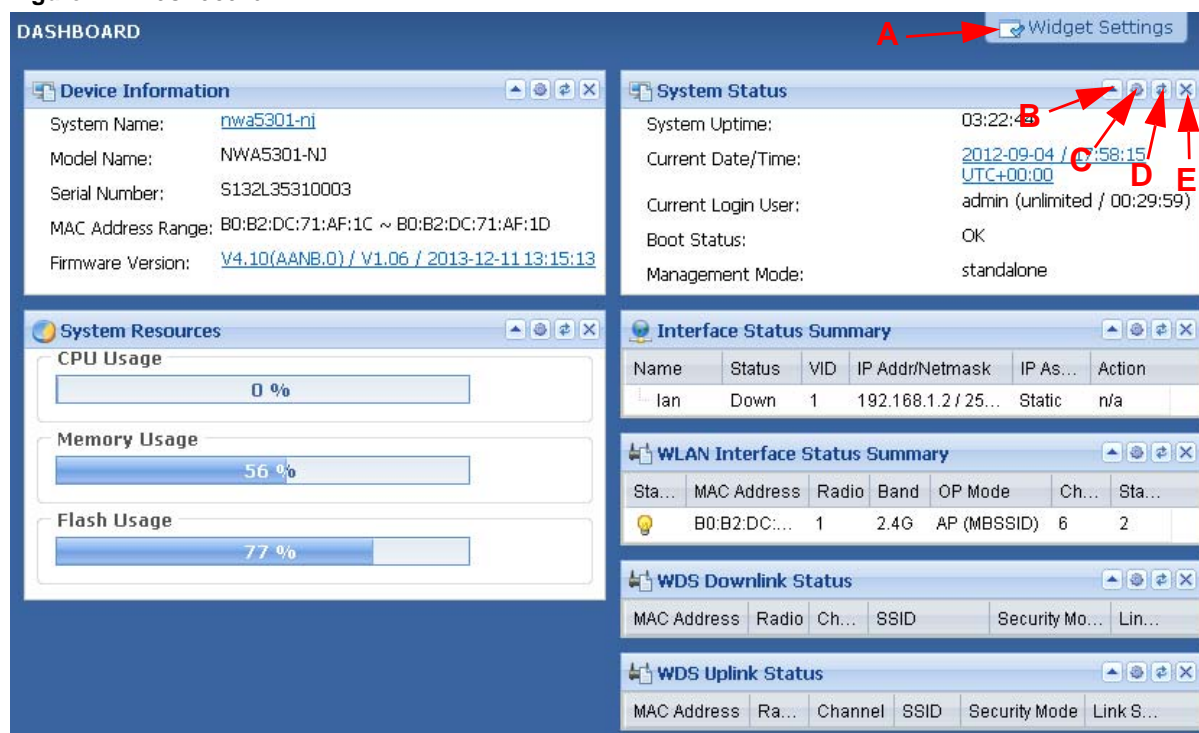 DASHBOARD
A
Widget Settings
Device Information
System Name: nwa5301-nj
Model Name: NWA5301-NJ
Serial Number: S132L35310003
MAC Address Range: B0:B2:DC:71:AF:1C ~ B0:B2:DC:71:AF:1D
Firmware Version: V4.10(AANB.0) / V1.06 / 2013-12-11 13:15:13
System Status
B
C
D
E
System Uptime: 03:22:44
Current Date/Time: 2012-09-04 / 17:58:15
UTC+00:00
Current Login User: admin (unlimited / 00:29:59)
Boot Status: OK
Management Mode: standalone
System Resources
CPU Usage
0 %
Memory Usage
56 %
Flash Usage
77 %
Interface Status Summary
Name Status VID IP Addr/Netmask IP As... Action
lan Down 1 192.168.1.2 / 25... Static n/a
WLAN Interface Status Summary
Sta... MAC Address Radio Band OP Mode Ch... Sta...
B0:B2:DC:... 1 2.4G AP (MBSSID) 6 2
WDS Downlink Status
MAC Address Radio Ch... SSID Security Mo... Lin...
WDS Uplink Status
MAC Address Ra... Channel SSID Security Mode Link S...